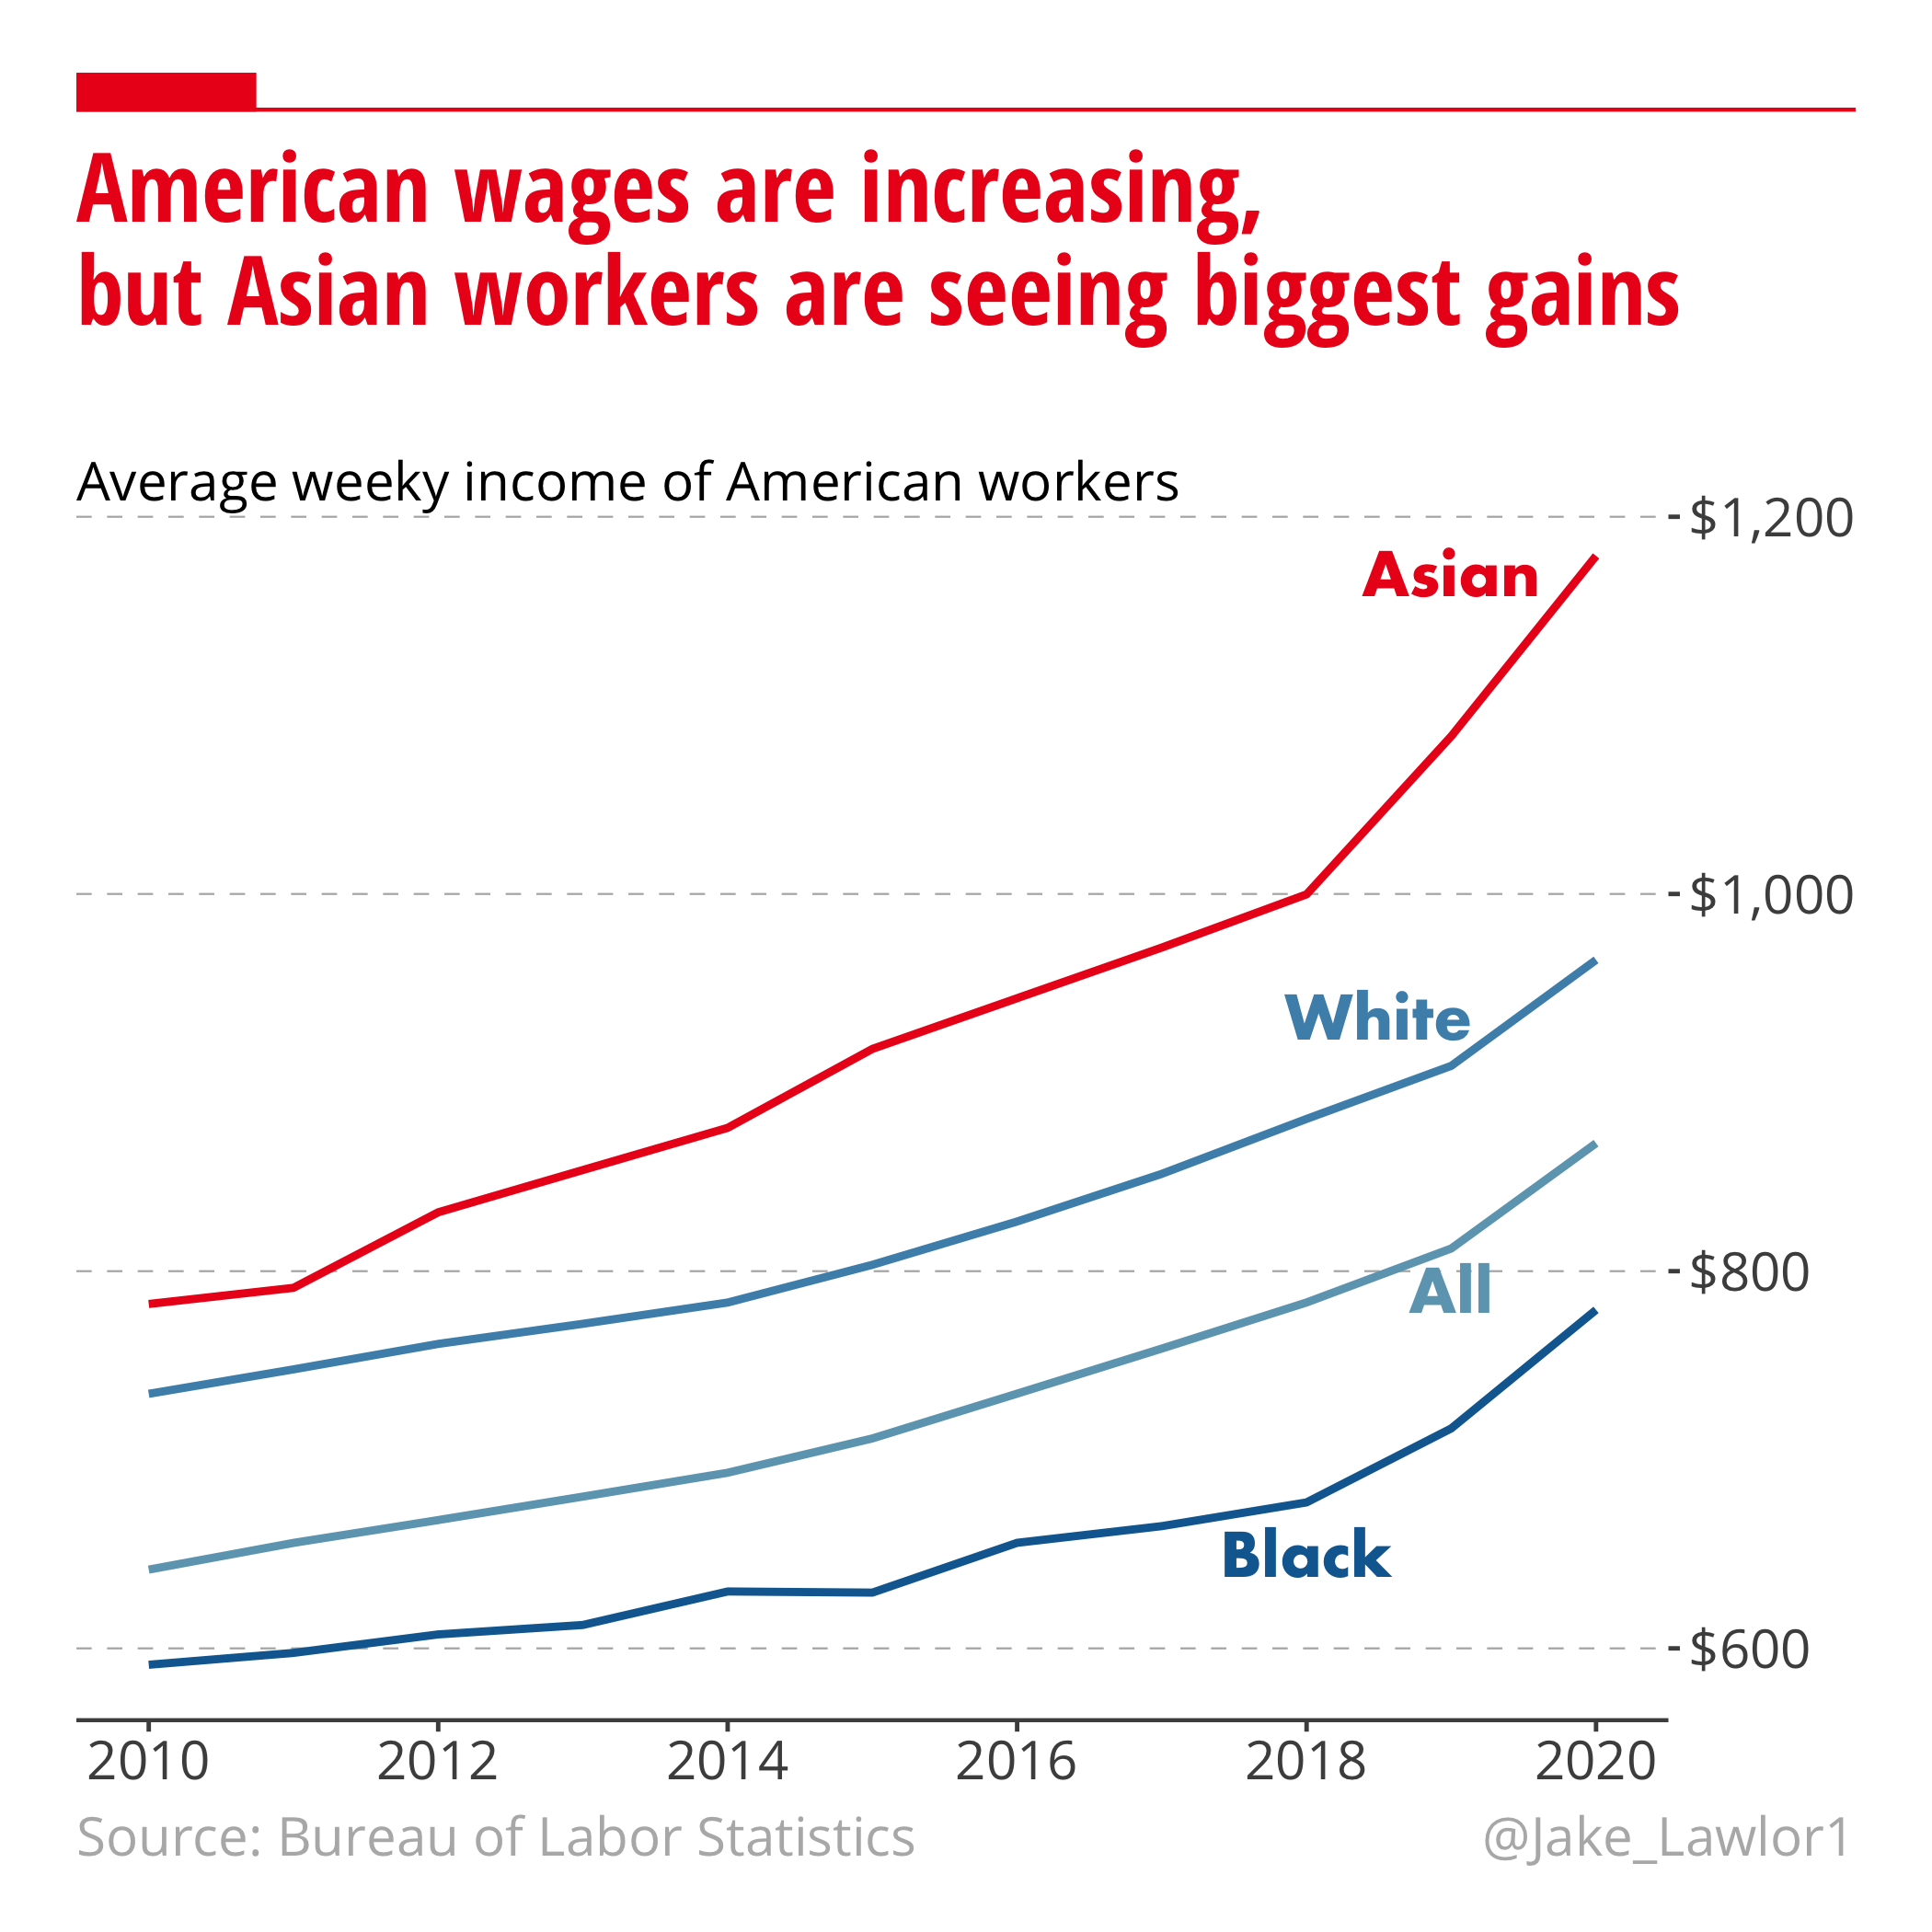 American wages are increasing,
but Asian workers are seeing biggest gains
Average weeky income of American workers
$1,200
Asian
$1,000
White
$800
All
Black
$600
2010 2012 2014 2016 2018 2020
Source: Bureau of Labor Statistics @Jake_Lawlor1